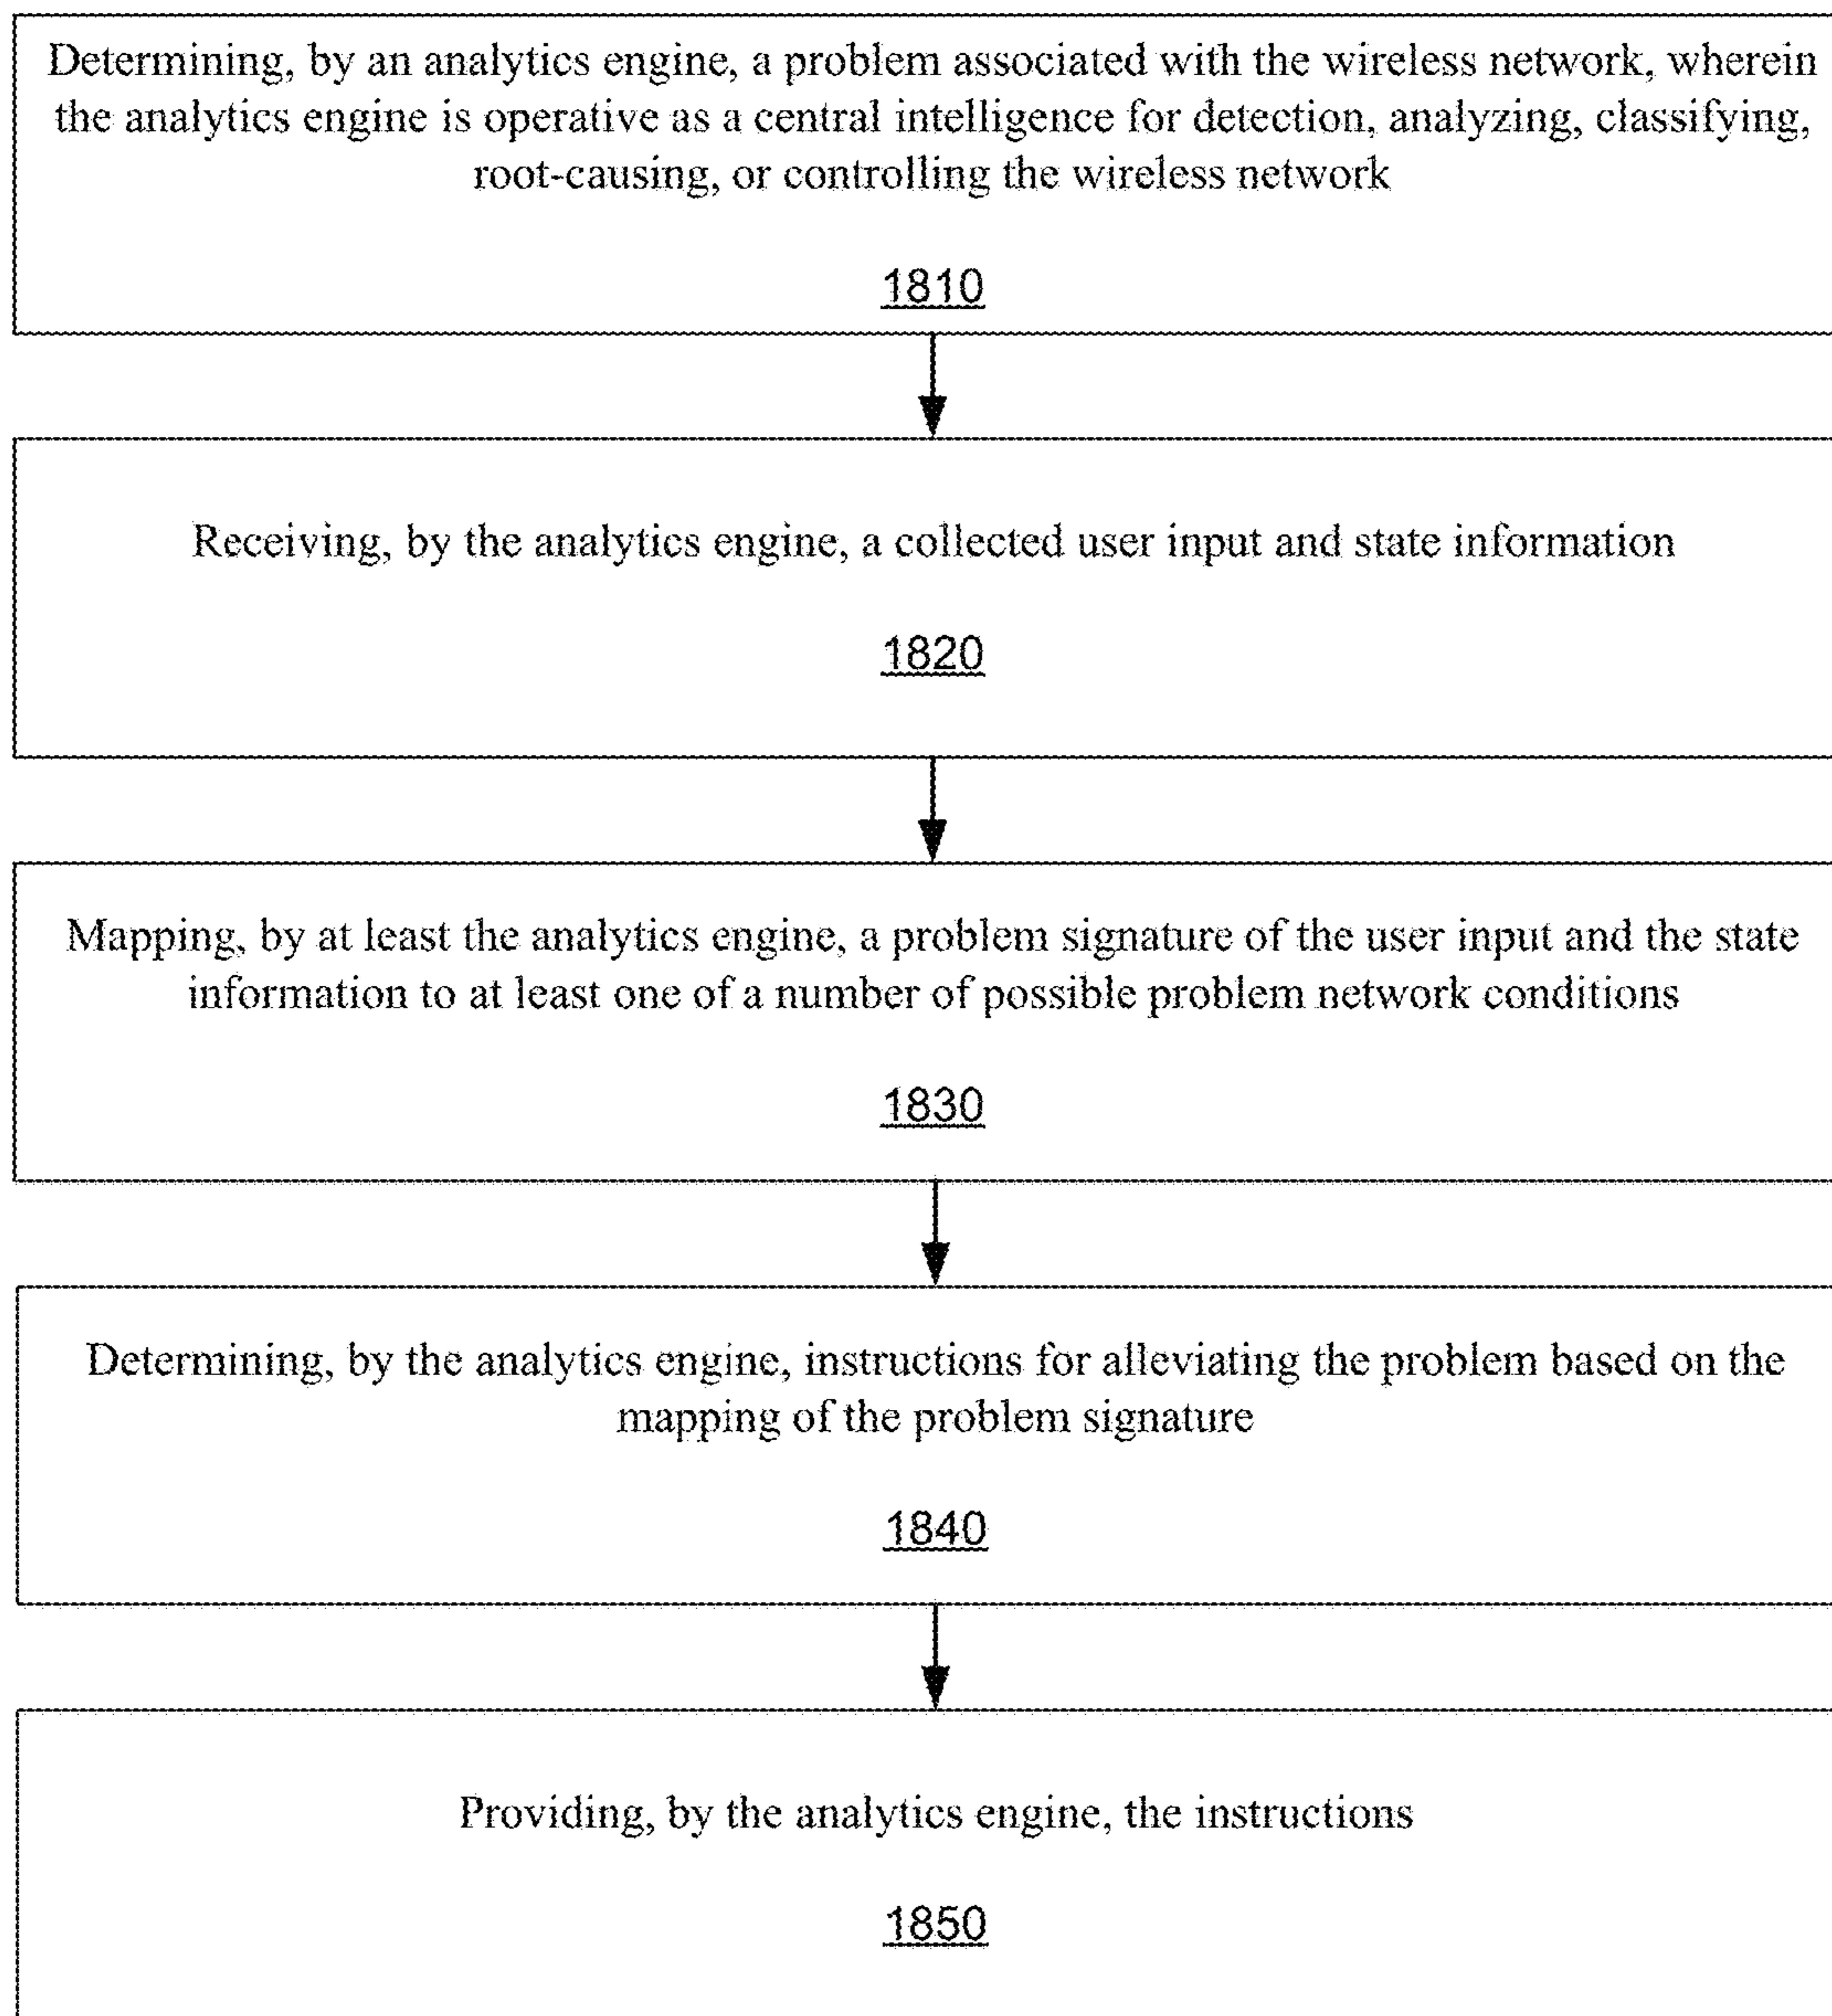 Determining, by an analytics engine, a problem associated with the wireless network, wherein
the analytics engine is operative as a central intelligence for detection, analyzing, classifying,
root-causing, or controlling the wireless network
1810
Receiving, by the analytics engine, a collected user input and state information
1820
Mapping, by at least the analytics engine, a problem signature of the user input and the state
information to at least one of a number of possible problem network conditions
1830
Determining, by the analytics engine, instructions for alleviating the problem based on the
mapping of the problem signature
1840
Providing, by the analytics engine, the instructions
1850